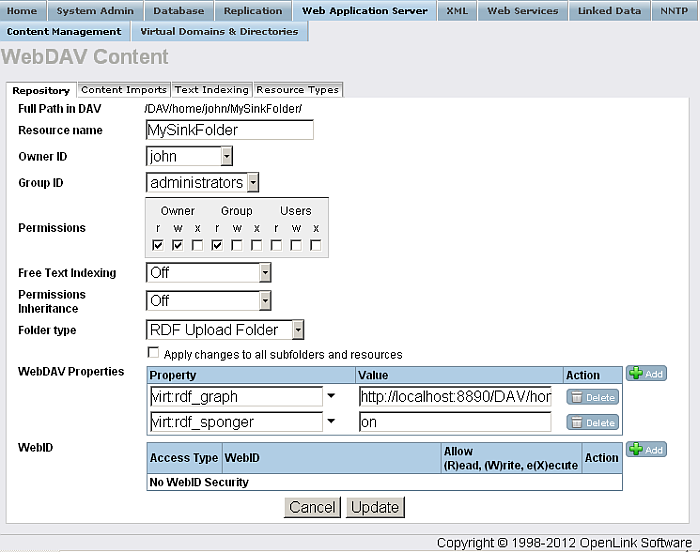 Home System Admin Database Replication Web Application Server XML Web Services Linked Data NNTP
Content Management Virtual Domains & Directories
WebDAV Content
Repository Content Imports Text Indexing Resource Types
Full Path in DAV /DAV/home/john/MySinkFolder/
Resource name MySinkFolder
Owner ID john
Group ID administrators
Owner Group Users
r w x r w x r w x
Permissions
Free Text Indexing Off
Permissions
Inheritance Off
Folder type RDF Upload Folder
Apply changes to all subfolders and resources
WebDAV Properties Property Value Action Add
virt:rdf_graph http://localhost:8890/DAV/hor Delete
virt:rdf_sponger on Delete
WebID Access Type WebID Allow
(R)ead, (W)rite, e(X)ecute Action Add
No WebID Security
Cancel Update
Copyright © 1998-2012 OpenLink Software